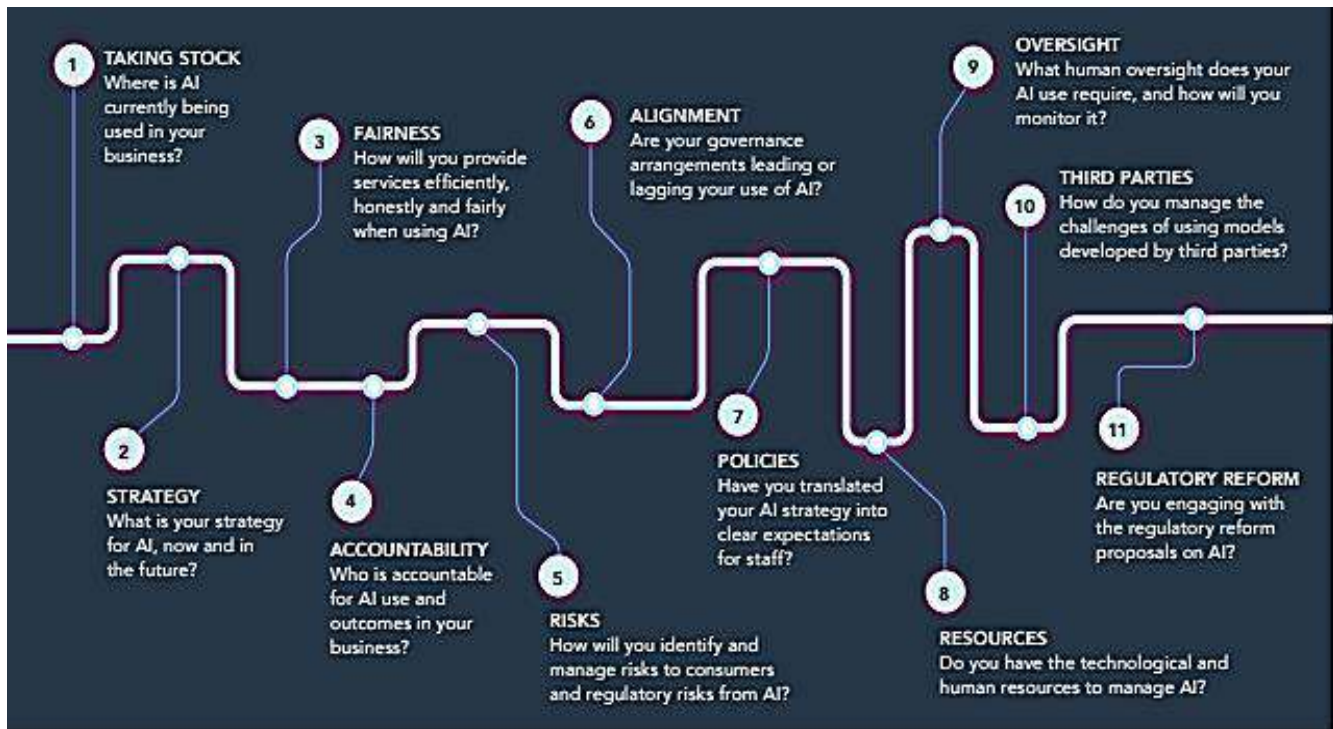 1
TAKING STOCK
Where is AI
currently being
used in your
business?
2
STRATEGY
What is your strategy
for AI, now and in
the future?
3
FAIRNESS
How will you provide
services efficiently,
honestly and fairly
when using AI?
4
ACCOUNTABILITY
Who is accountable
for AI use and
outcomes in your
business?
5
RISKS
How will you identify and
manage risks to consumers
and regulatory risks from AI?
6
ALIGNMENT
Are your governance
arrangements leading or
lagging your use of AI?
7
POLICIES
Have you translated
your AI strategy into
clear expectations
for staff?
8
RESOURCES
Do you have the technological and
human resources to manage AI?
9
OVERSIGHT
What human oversight does your
AI use require, and how will you
monitor it?
10
THIRD PARTIES
How do you manage the
challenges of using models
developed by third parties?
11
REGULATORY REFORM
Are you engaging with
the regulatory reform
proposals on AI?